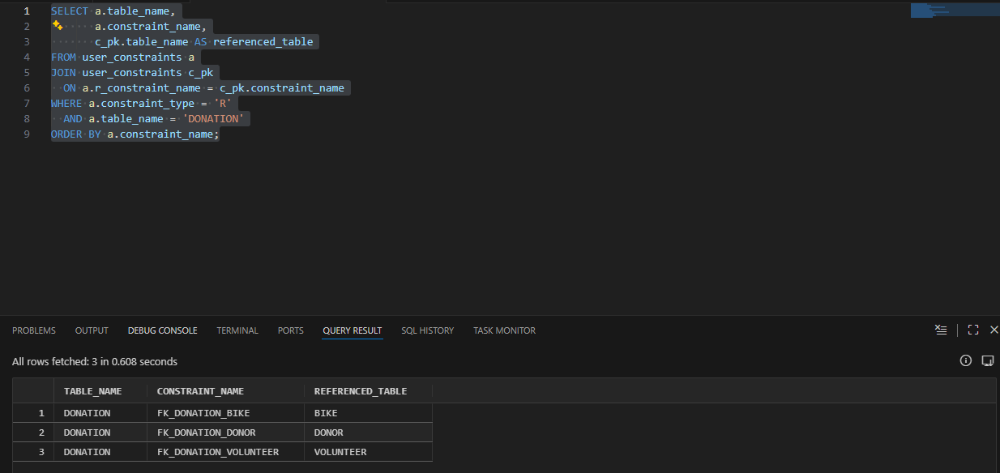 1 SELECT a.table_name,
2 a.constraint_name,
3 c_pk.table_name AS referenced_table
4 FROM user_constraints a
5 JOIN user_constraints c_pk
6 ON a.r_constraint_name = c_pk.constraint_name
7 WHERE a.constraint_type = 'R'
8 AND a.table_name = 'DONATION'
9 ORDER BY a.constraint_name;
PROBLEMS OUTPUT DEBUG CONSOLE TERMINAL PORTS QUERY RESULT SQL HISTORY TASK MONITOR
All rows fetched: 3 in 0.608 seconds
TABLE_NAME CONSTRAINT_NAME REFERENCED_TABLE
1 DONATION FK_DONATION_BIKE BIKE
2 DONATION FK_DONATION_DONOR DONOR
3 DONATION FK_DONATION_VOLUNTEER VOLUNTEER